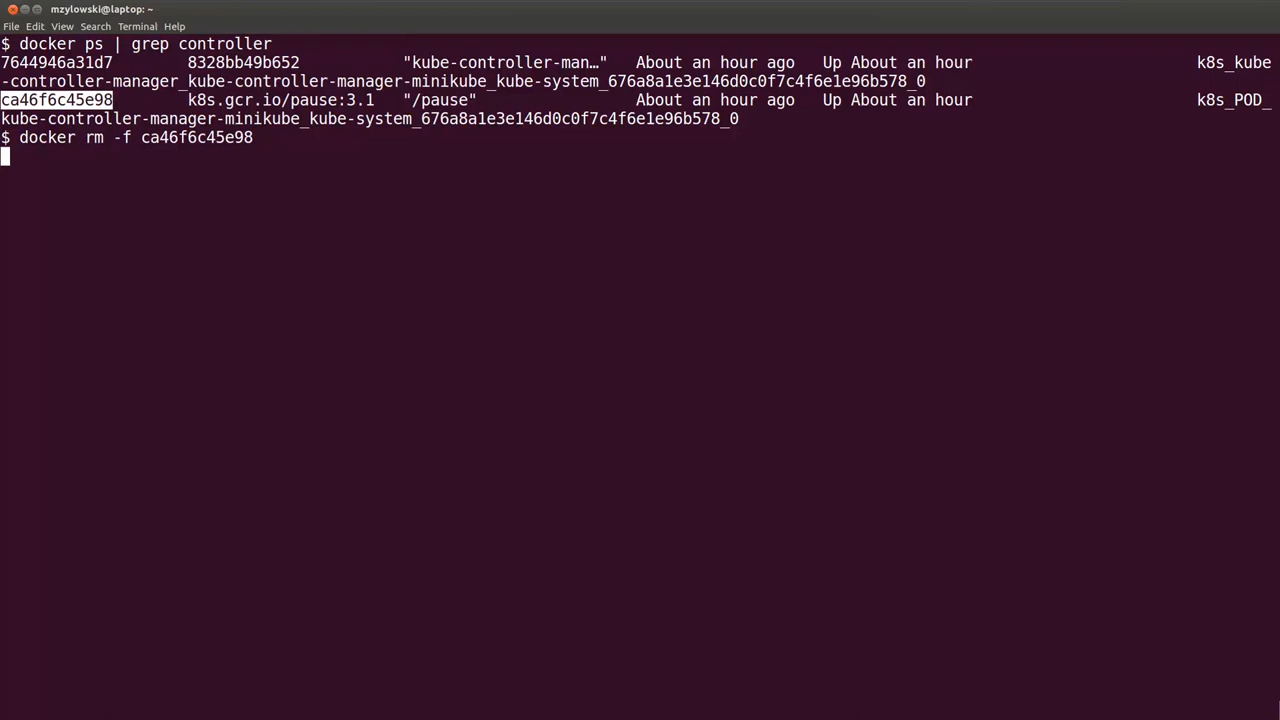 mzylowski@laptop: ~
File Edit View Search Terminal Help
$ docker ps | grep controller
7644946a31d7        8328bb49b652           "kube-controller-man…"   About an hour ago   Up About an hour                        k8s_kube
-controller-manager_kube-controller-manager-minikube_kube-system_676a8a1e3e146d0c0f7c4f6e1e96b578_0
ca46f6c45e98        k8s.gcr.io/pause:3.1   "/pause"                 About an hour ago   Up About an hour                        k8s_POD_
kube-controller-manager-minikube_kube-system_676a8a1e3e146d0c0f7c4f6e1e96b578_0
$ docker rm -f ca46f6c45e98